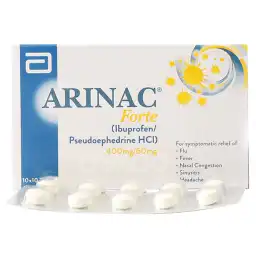 ARINAC®
Forte
(Ibuprofen/
Pseudoephedrine HCl)
400mg/60mg
For symptomatic relief of
• Flu
• Fever
• Nasal Congestion
• Sinusitis
• Headache